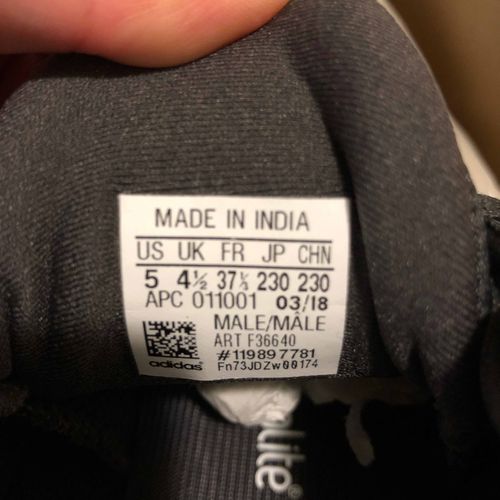 MADE IN INDIA
US UK FR JP CHN
5 4½ 37⅓ 230 230
APC 011001 03/18
MALE/MÂLE
ART F36640
#119897781
adidas Fn73JDZw00174
olite®